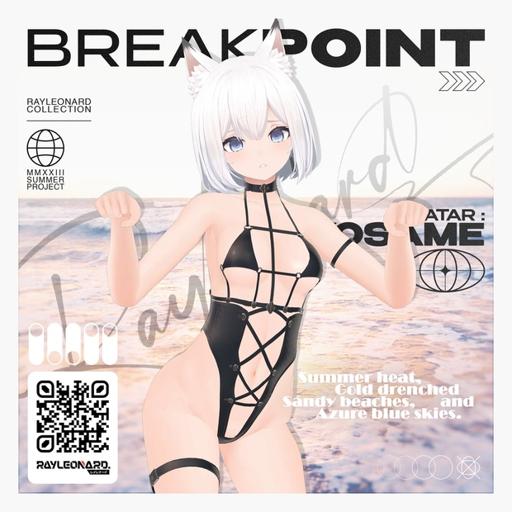 BREAKPOINT
RAYLEONARD
COLLECTION
MMXXIII
SUMMER
PROJECT
Rayleonard
ATAR :
OSAME
Summer heat,
Gold drenched
Sandy beaches, and
Azure blue skies.
RAYLEONARD.